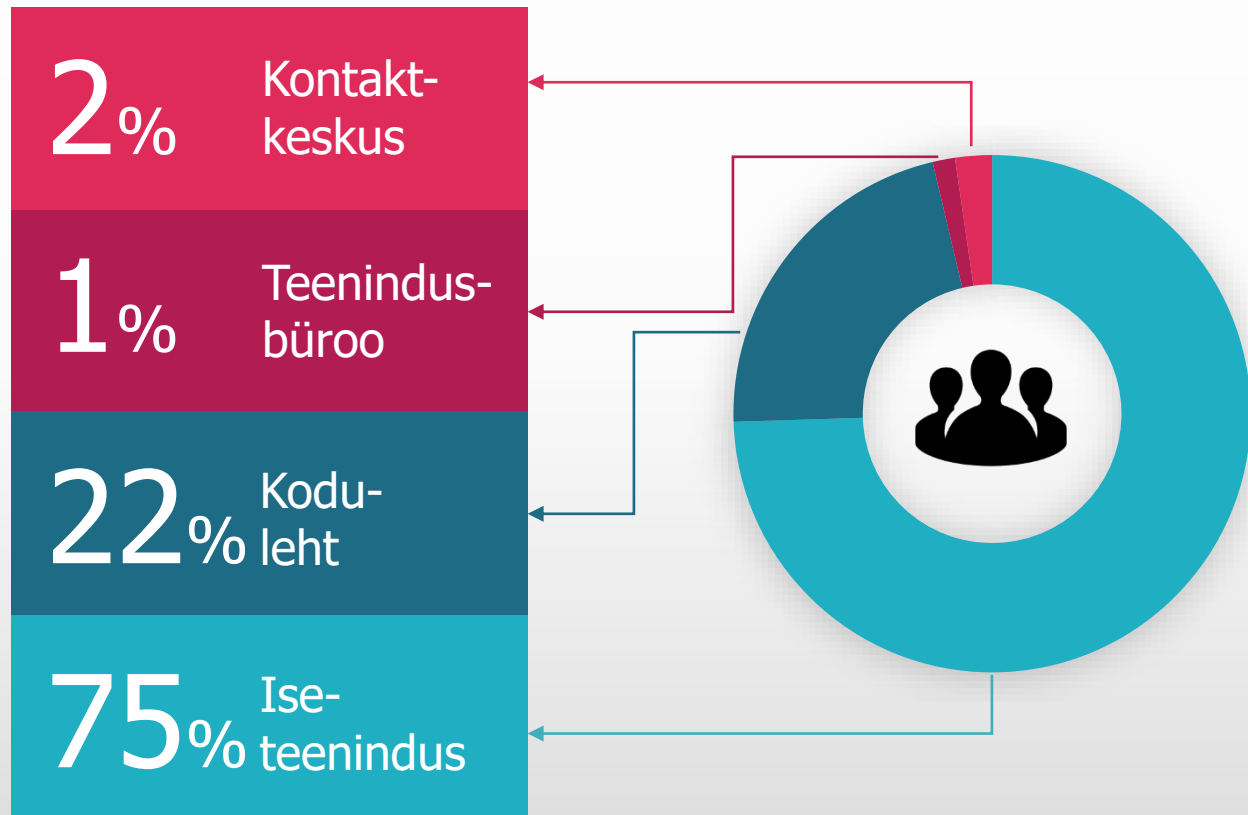 2% Kontakt-
keskus
1% Teenindus-
büroo
22% Kodu-
leht
75% Ise-
teenindus